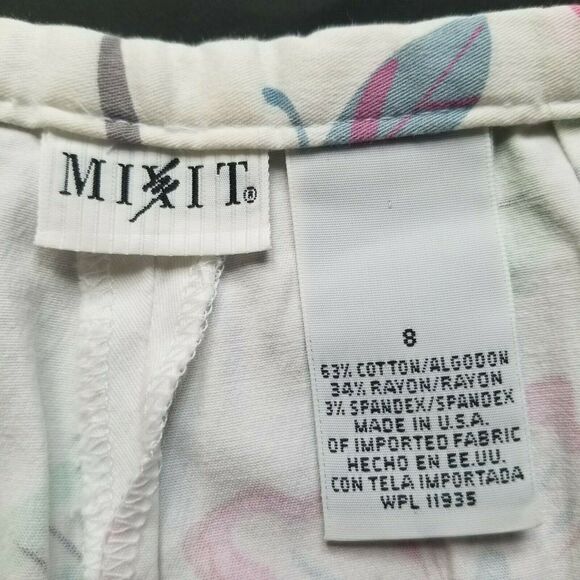 MIXIT®
8
63% COTTON/ALGODON
34% RAYON/RAYON
3% SPANDEX/SPANDEX
MADE IN U.S.A.
OF IMPORTED FABRIC
HECHO EN EE.UU.
CON TELA IMPORTADA
WPL 11935